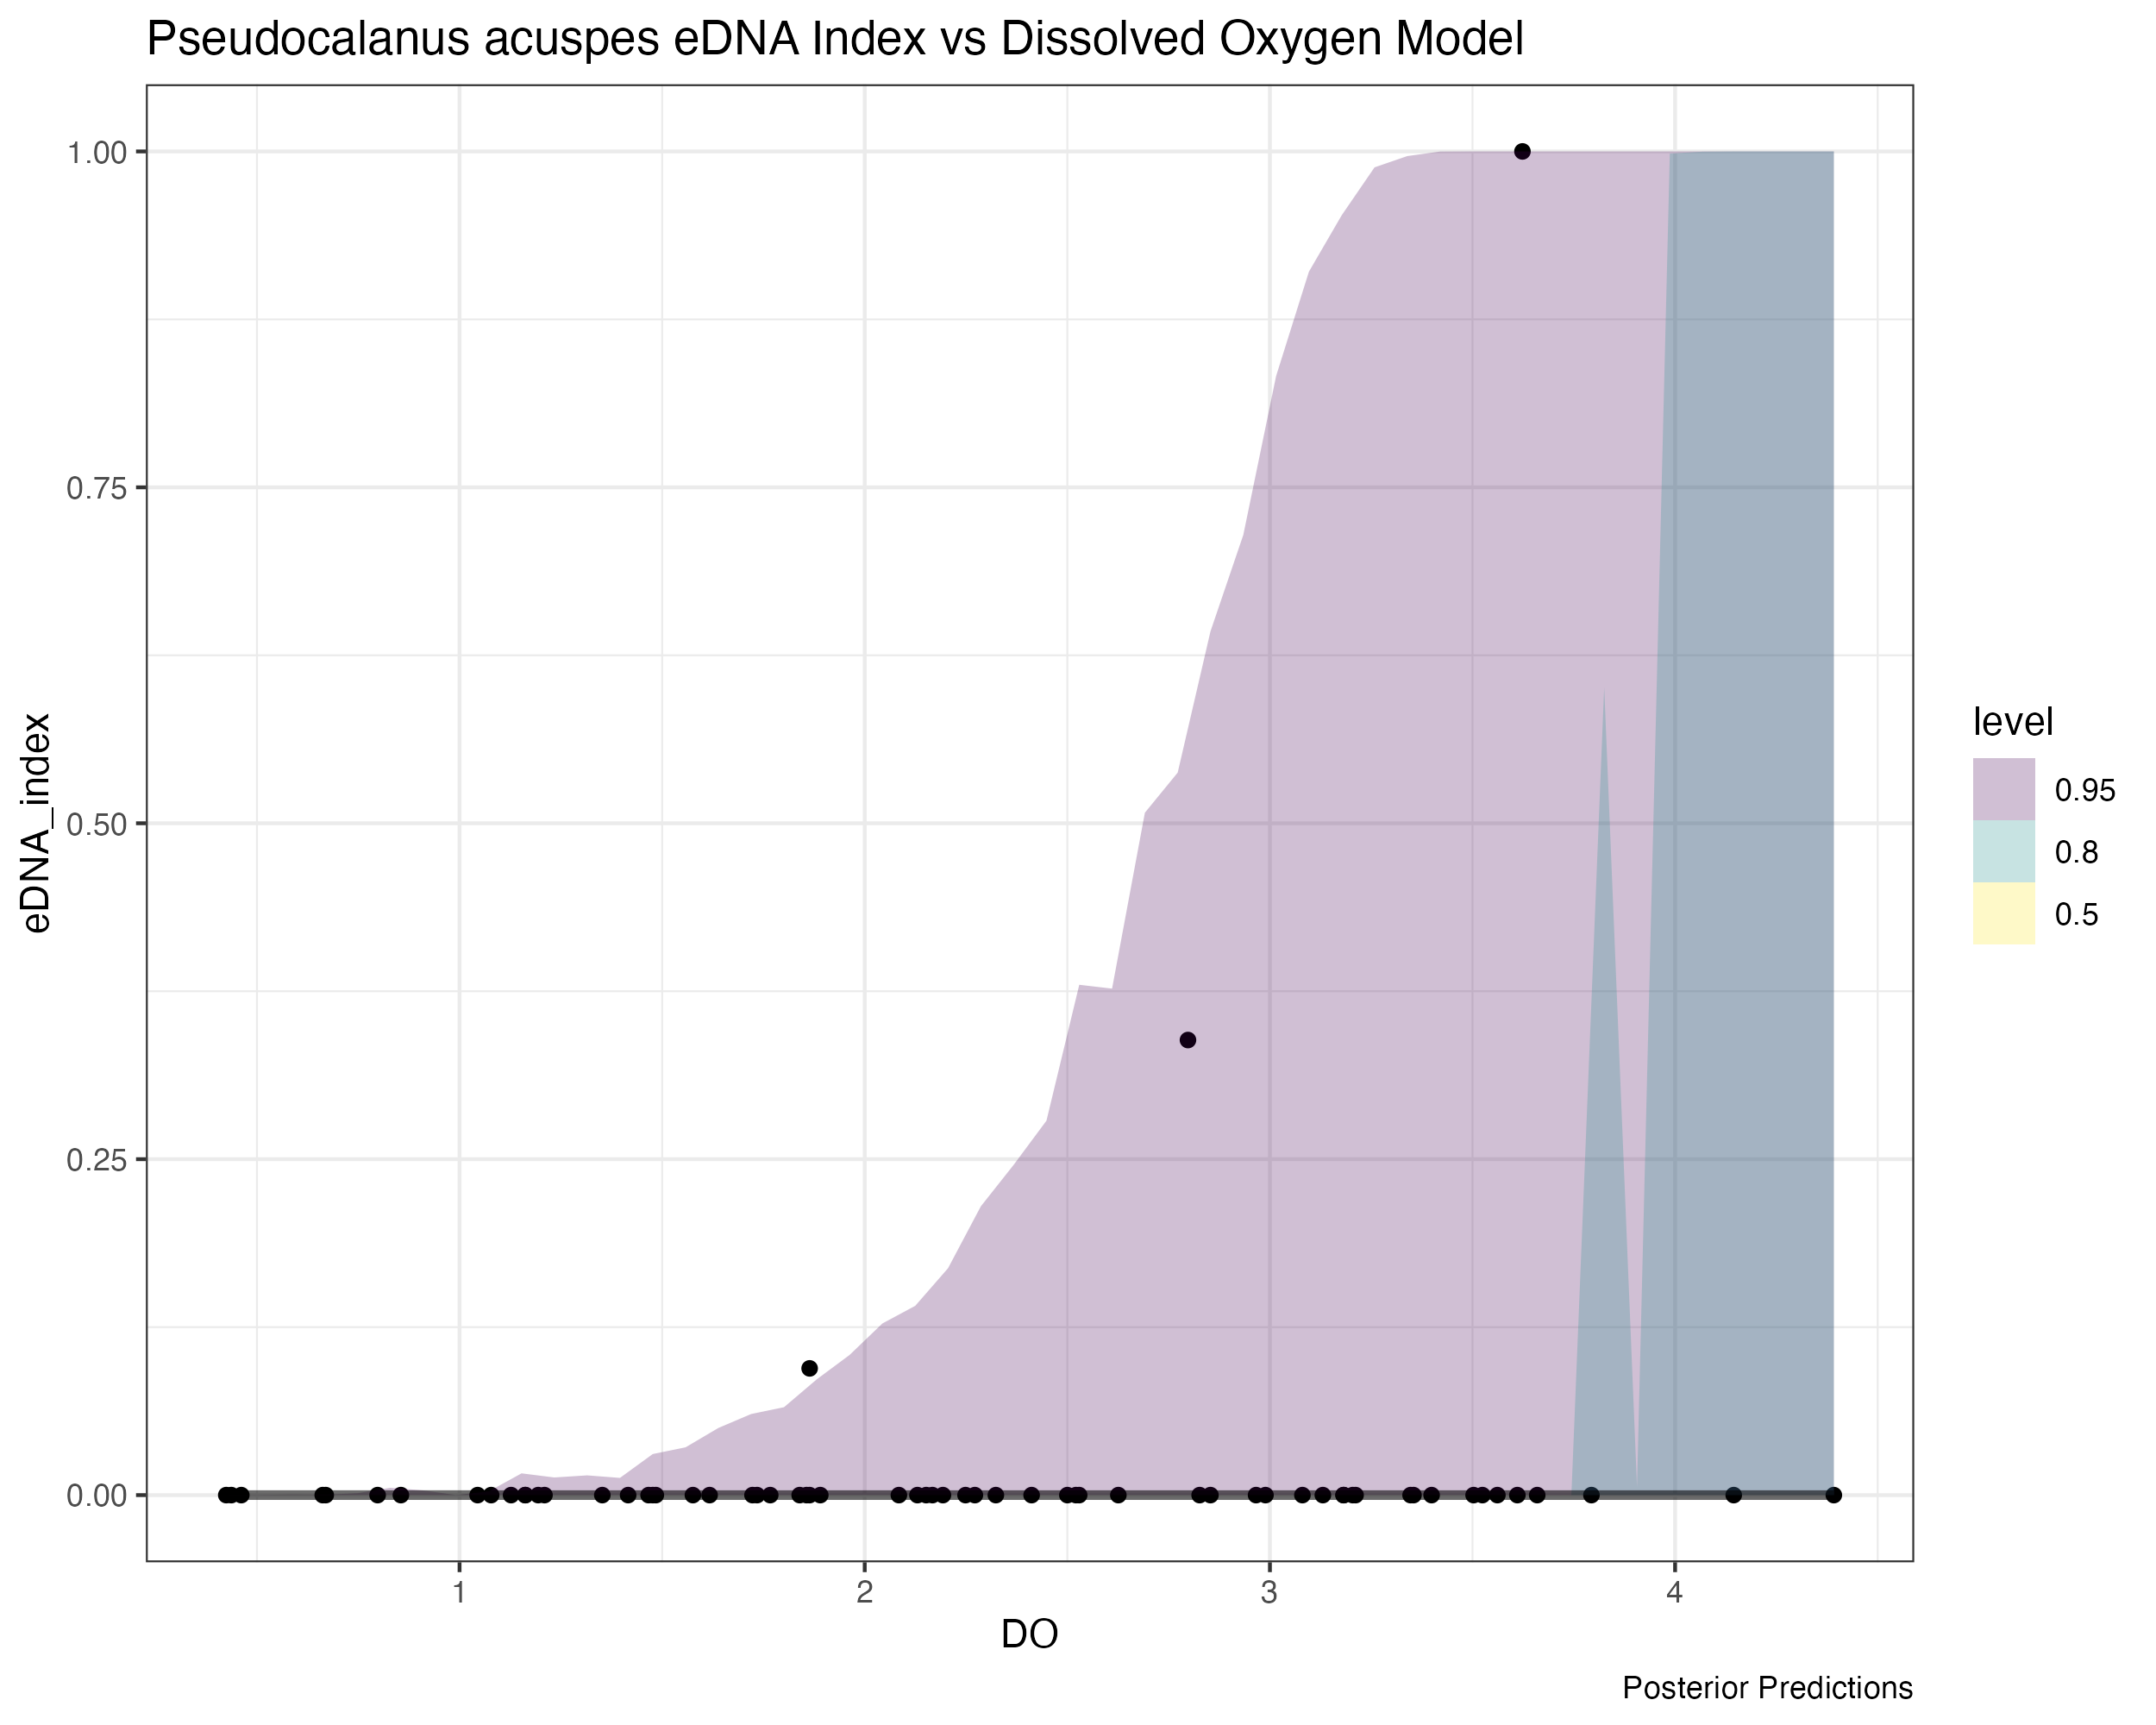 Pseudocalanus acuspes eDNA Index vs Dissolved Oxygen Model
1.00
0.75
0.50
0.25
0.00
eDNA_index
1
2
3
4
DO
level
0.95
0.8
0.5
Posterior Predictions